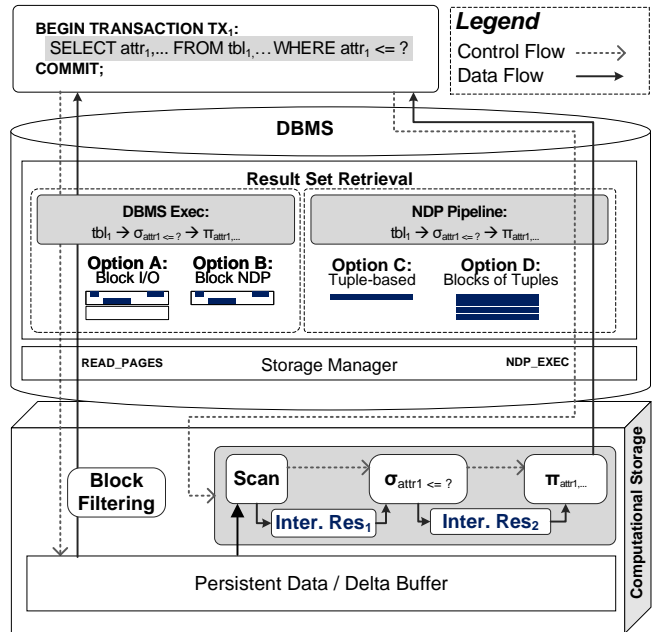 BEGIN TRANSACTION TX₁:
SELECT attr₁,... FROM tbl₁,... WHERE attr₁ <= ?
COMMIT;
Legend
Control Flow
Data Flow
DBMS
Result Set Retrieval
DBMS Exec:
tbl₁ → σattr1 <= ? → πattr1,...
NDP Pipeline:
tbl₁ → σattr1 <= ? → πattr1,...
Option A:
Block I/O
Option B:
Block NDP
Option C:
Tuple-based
Option D:
Blocks of Tuples
READ_PAGES
Storage Manager
NDP_EXEC
Block
Filtering
Scan
σattr1 <= ?
πattr1,...
Inter. Res₁
Inter. Res₂
Computational Storage
Persistent Data / Delta Buffer